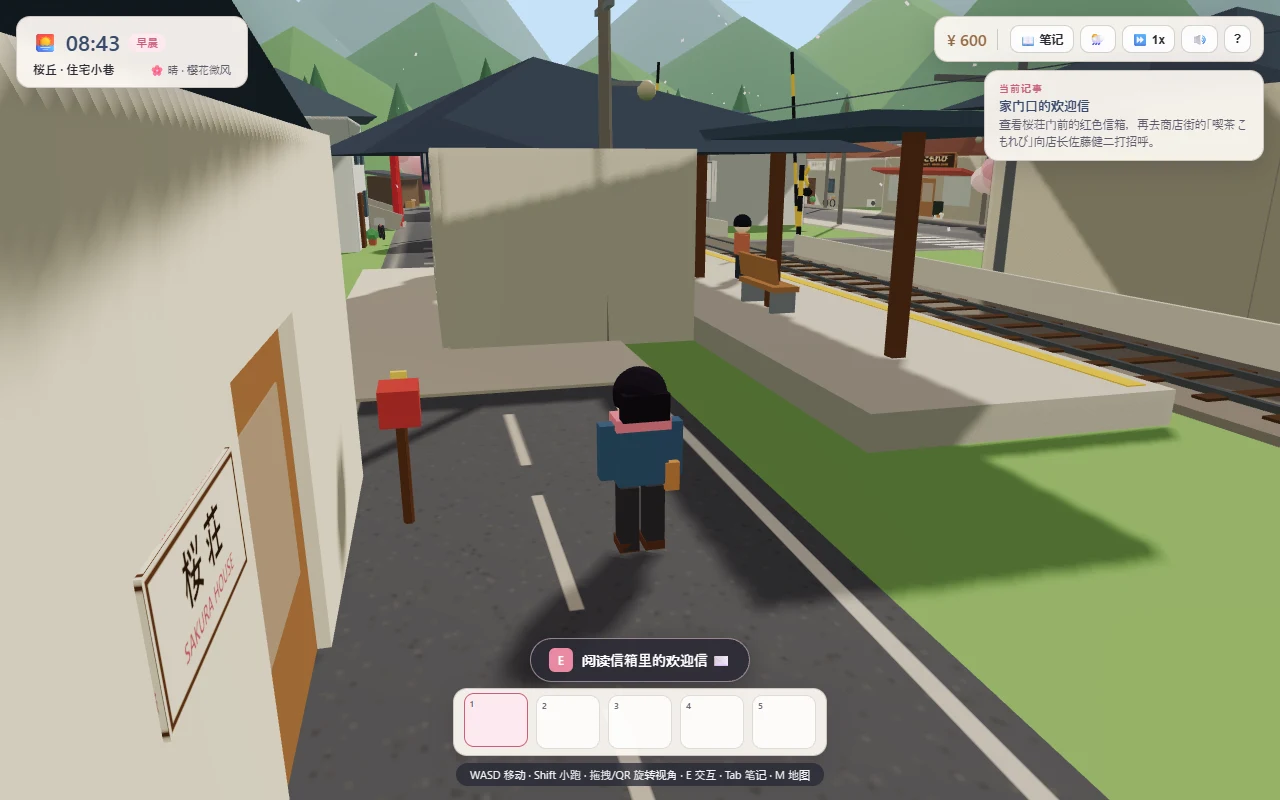 08:43 早晨
桜丘 · 住宅小巷
晴 · 樱花微风
¥ 600
笔记
1x
?
当前记事
家门口的欢迎信
查看桜荘门前的红色信箱，再去商店街的「喫茶 こ
もれび」向店长佐藤健二打招呼。
桜荘
SAKURA HOUSE
E 阅读信箱里的欢迎信
1 2 3 4 5
WASD 移动 · Shift 小跑 · 拖拽/QR 旋转视角 · E 交互 · Tab 笔记 · M 地图